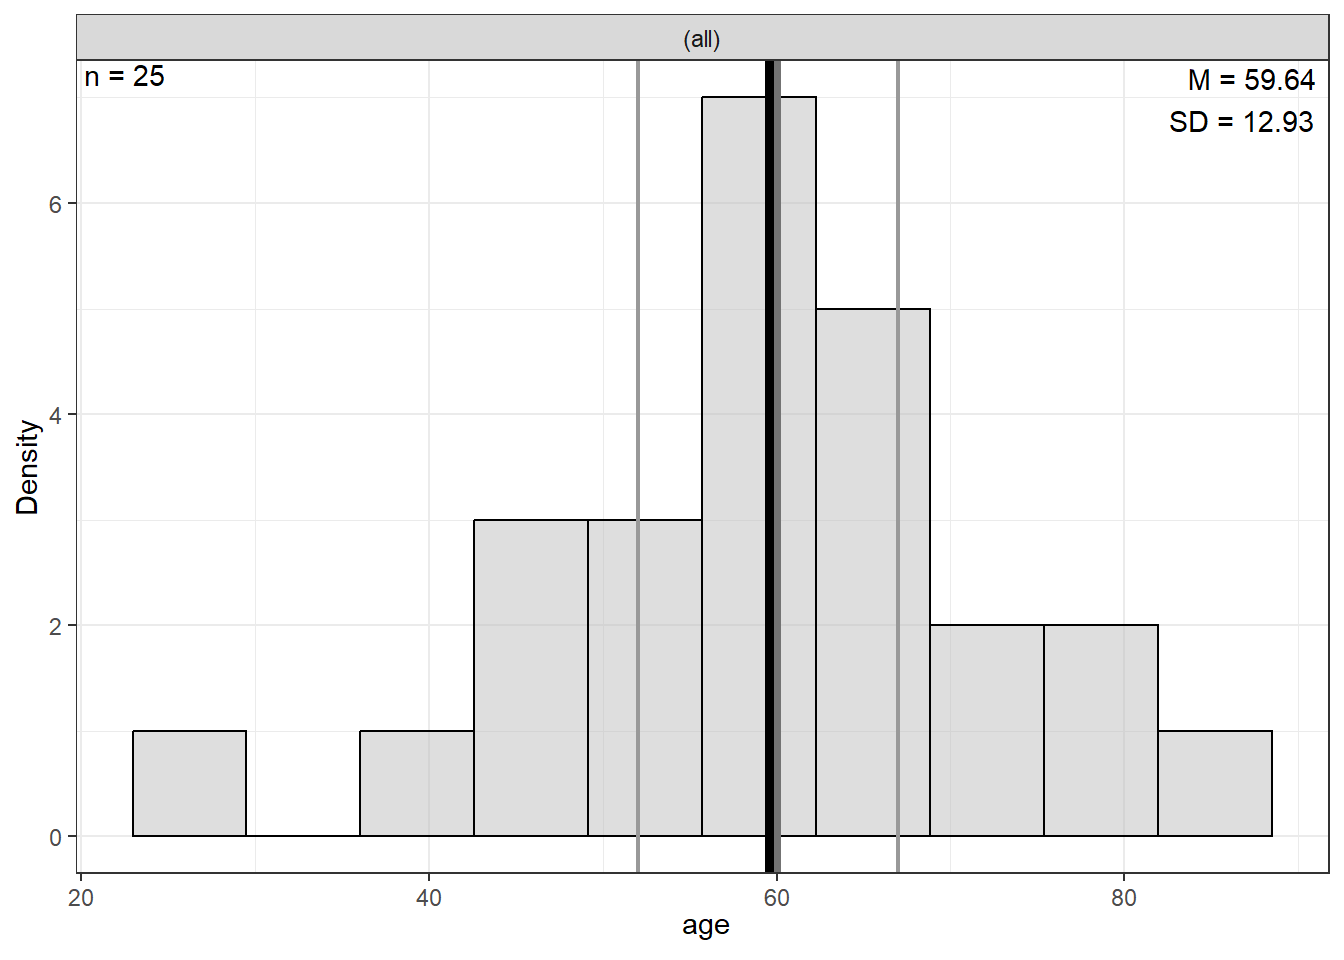 (all)
n = 25
M = 59.64
SD = 12.93
6
4
2
0
Density
20
40
60
80
age